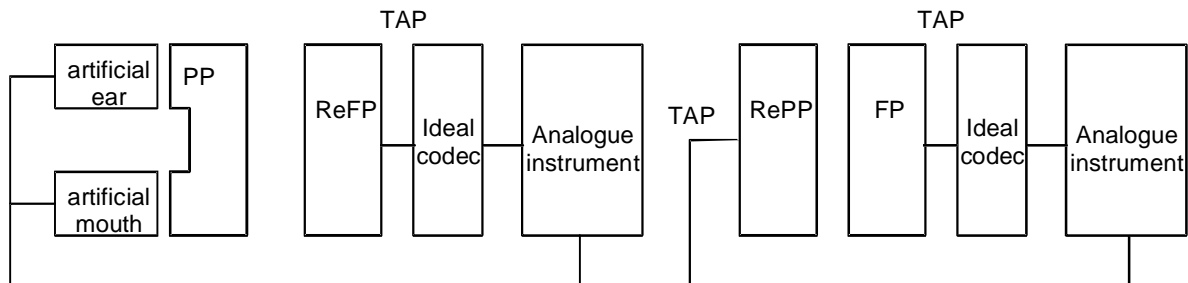 TAP
TAP
artificial
ear
PP
ReFP
Ideal
codec
Analogue
instrument
TAP
RePP
FP
Ideal
codec
Analogue
instrument
artificial
mouth